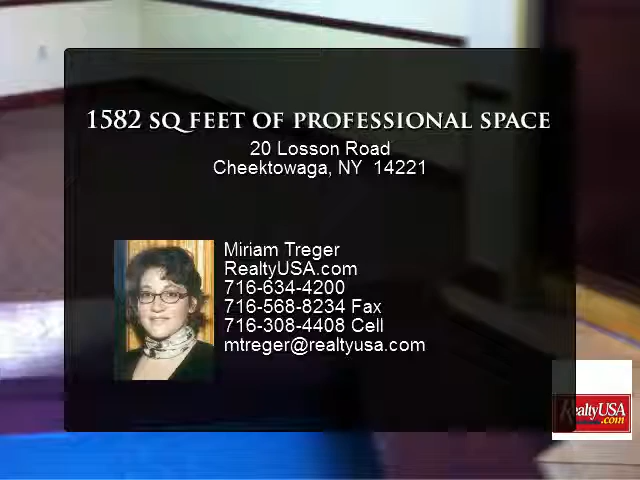 1582 SQ FEET OF PROFESSIONAL SPACE
20 Losson Road
Cheektowaga, NY  14221
Miriam Treger
RealtyUSA.com
716-634-4200
716-568-8234 Fax
716-308-4408 Cell
mtreger@realtyusa.com
RealtyUSA
.com